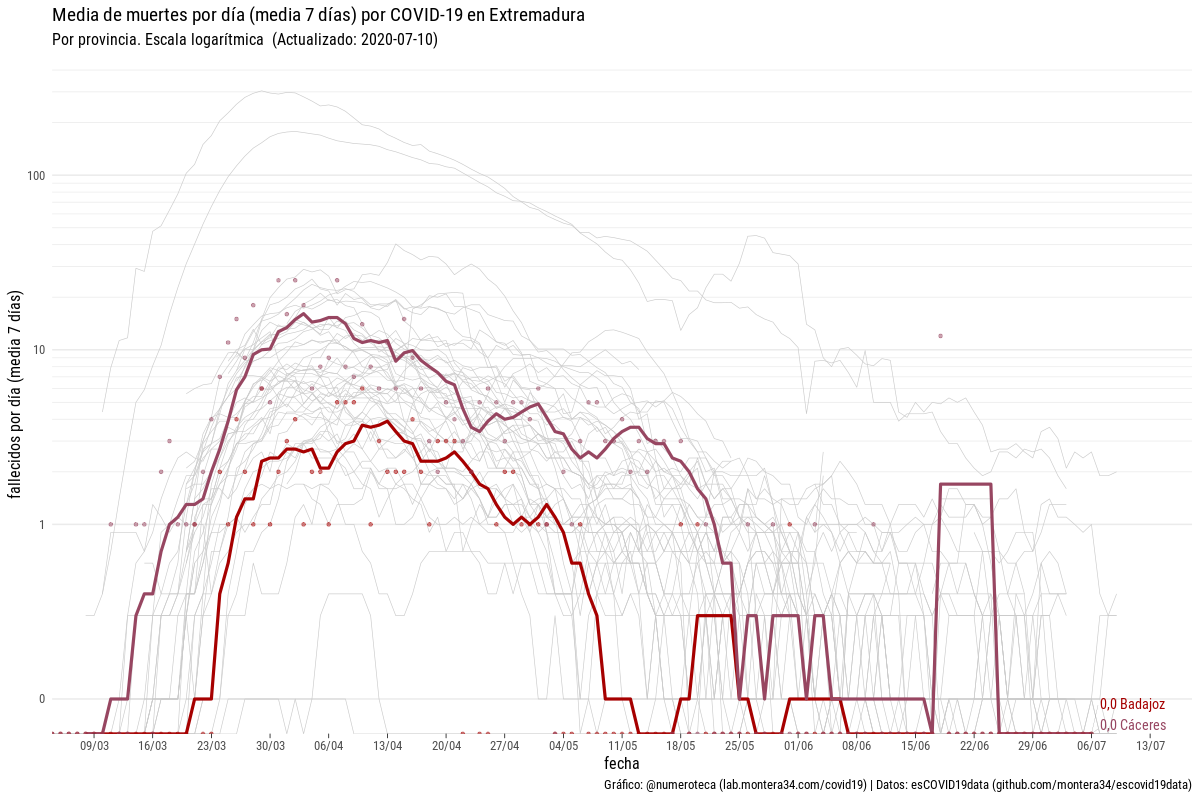 Media de muertes por día (media 7 días) por COVID-19 en Extremadura
Por provincia. Escala logarítmica  (Actualizado: 2020-07-10)
fallecidos por día (media  7 días)
100
10
1
0
0,0 Badajoz
0,0 Cáceres
09/03 16/03 23/03 30/03 06/04 13/04 20/04 27/04 04/05 11/05 18/05 25/05 01/06 08/06 15/06 22/06 29/06 06/07 13/07
fecha
Gráfico: @numeroteca (lab.montera34.com/covid19) | Datos: esCOVID19data (github.com/montera34/escovid19data)